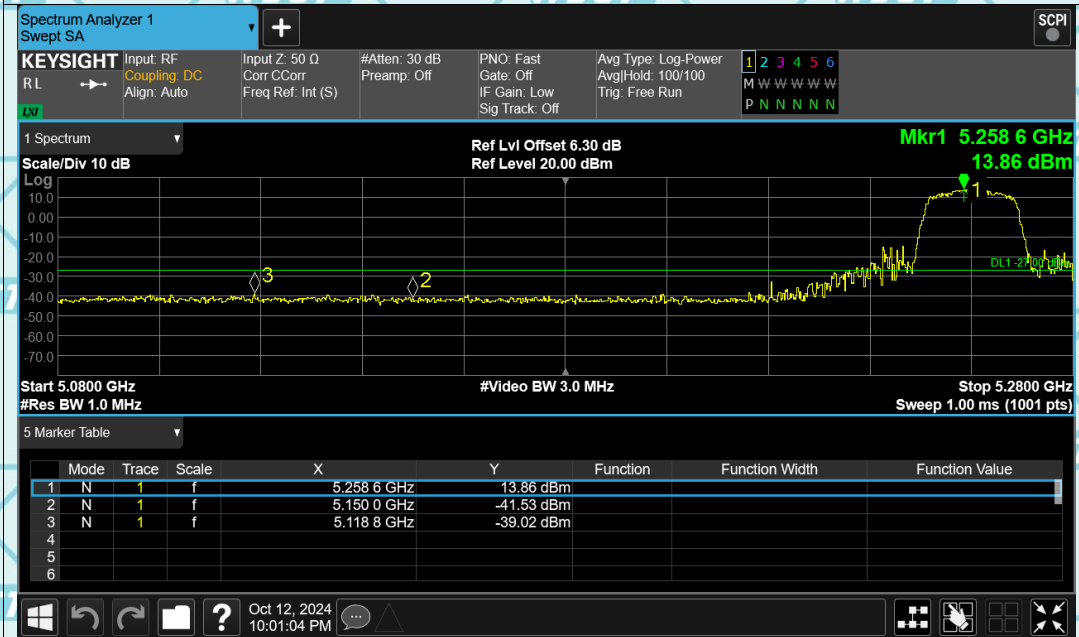 Spectrum Analyzer 1
Swept SA
+
SCPI
KEYSIGHT
RL
LXI
Input: RF
Coupling: DC
Align: Auto
Input Z: 50 Ω
Corr CCorr
Freq Ref: Int (S)
#Atten: 30 dB
Preamp: Off
PNO: Fast
Gate: Off
IF Gain: Low
Sig Track: Off
Avg Type: Log-Power
Avg|Hold: 100/100
Trig: Free Run
1 2 3 4 5 6
M W W W W W
P N N N N N
1 Spectrum
Scale/Div 10 dB
Ref Lvl Offset 6.30 dB
Ref Level 20.00 dBm
Mkr1 5.258 6 GHz
13.86 dBm
Log
10.0
0.00
-10.0
-20.0
-30.0
-40.0
-50.0
-60.0
-70.0
1
3
2
DL1 -27.00
Start 5.0800 GHz
#Video BW 3.0 MHz
Stop 5.2800 GHz
#Res BW 1.0 MHz
Sweep 1.00 ms (1001 pts)
5 Marker Table
Mode Trace Scale X Y Function Function Width Function Value
1 N 1 f 5.258 6 GHz 13.86 dBm
2 N 1 f 5.150 0 GHz -41.53 dBm
3 N 1 f 5.118 8 GHz -39.02 dBm
4
5
6
?
Oct 12, 2024
10:01:04 PM